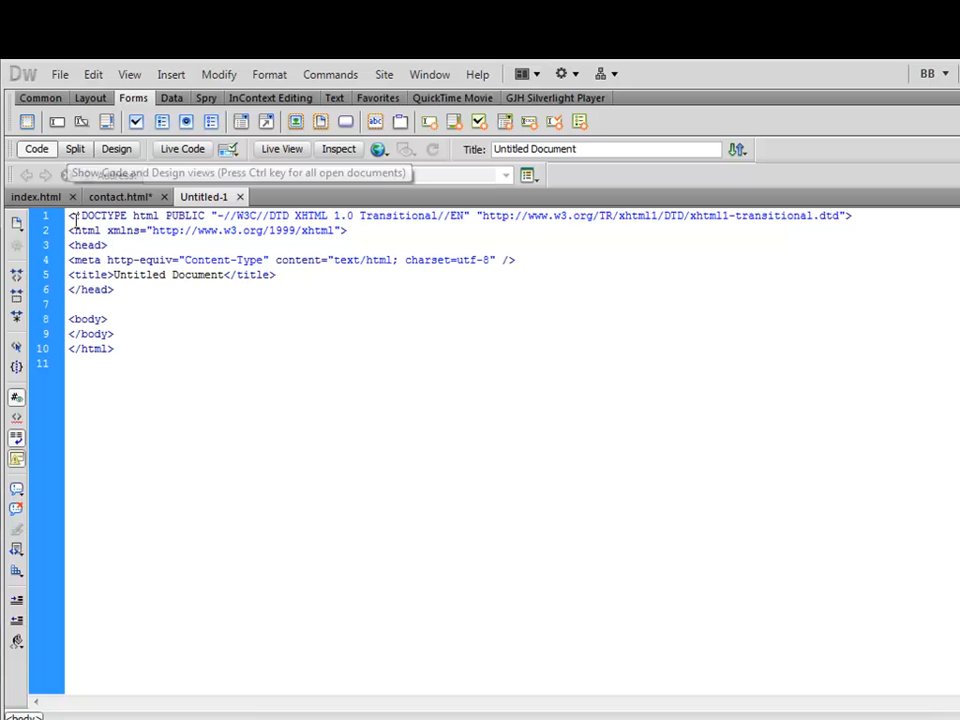 Dw File Edit View Insert Modify Format Commands Site Window Help BB
Common Layout Forms Data Spry InContext Editing Text Favorites QuickTime Movie GJH Silverlight Player
Code Split Design Live Code Live View Inspect Title: Untitled Document
Show Code and Design views (Press Ctrl key for all open documents)
index.html contact.html* Untitled-1
1 <!DOCTYPE html PUBLIC "-//W3C//DTD XHTML 1.0 Transitional//EN" "http://www.w3.org/TR/xhtml1/DTD/xhtml1-transitional.dtd">
2 <html xmlns="http://www.w3.org/1999/xhtml">
3 <head>
4 <meta http-equiv="Content-Type" content="text/html; charset=utf-8" />
5 <title>Untitled Document</title>
6 </head>
7
8 <body>
9 </body>
10 </html>
11
<body>